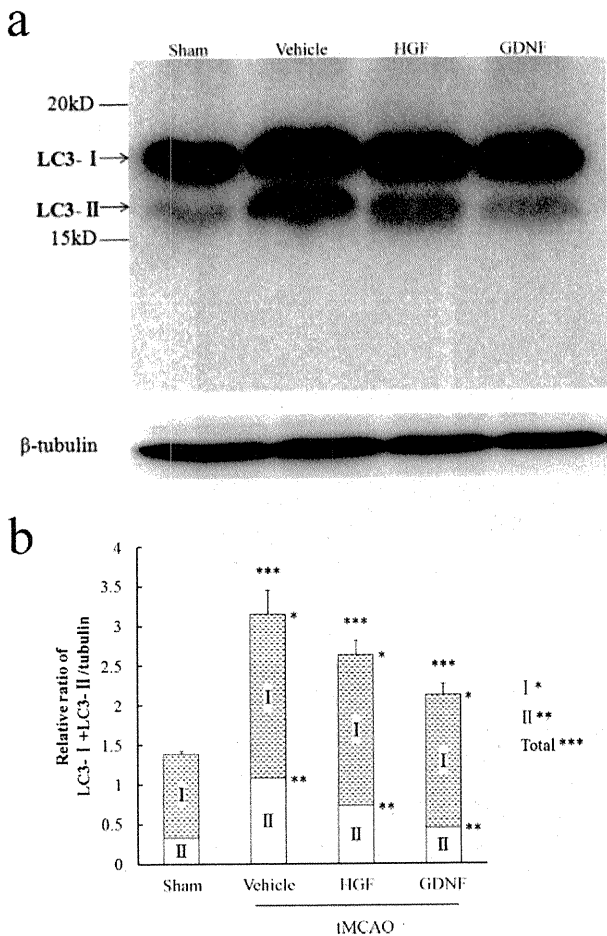 a
Sham Vehicle HGF GDNF
20kD
LC3- I
LC3- II
15kD
β-tubulin
b
Relative ratio of
LC3- I +LC3- II /tubulin
4
3.5
3
2.5
2
1.5
1
0.5
0
***
*
I
**
II
***
*
I
**
II
***
*
I
**
II
I
II
I *
II **
Total ***
Sham Vehicle HGF GDNF
tMCAO